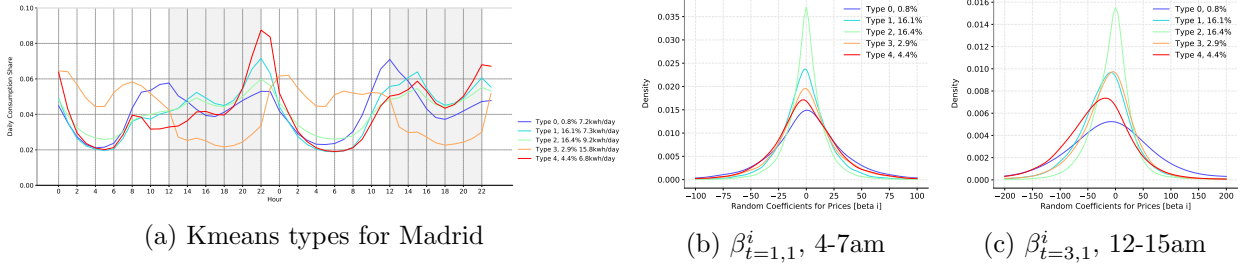 0.10
0.08
0.06
0.04
0.02
0.00
Daily Consumption Share
0 2 4 6 8 10 12 14 16 18 20 22 0 2 4 6 8 10 12 14 16 18 20 22
Hour
Type 0, 0.8% 7.2kwh/day
Type 1, 16.1% 7.3kwh/day
Type 2, 16.4% 9.2kwh/day
Type 3, 2.9% 15.8kwh/day
Type 4, 4.4% 6.8kwh/day
(a) Kmeans types for Madrid
0.035
0.030
0.025
0.020
0.015
0.010
0.005
0.000
Density
Type 0, 0.8%
Type 1, 16.1%
Type 2, 16.4%
Type 3, 2.9%
Type 4, 4.4%
−100 −75 −50 −25 0 25 50 75 100
Random Coefficients for Prices [beta i]
(b) β^i_{t=1,1}, 4-7am
0.016
0.014
0.012
0.010
0.008
0.006
0.004
0.002
0.000
Density
Type 0, 0.8%
Type 1, 16.1%
Type 2, 16.4%
Type 3, 2.9%
Type 4, 4.4%
−200 −150 −100 −50 0 50 100 150 200
Random Coefficients for Prices [beta i]
(c) β^i_{t=3,1}, 12-15am